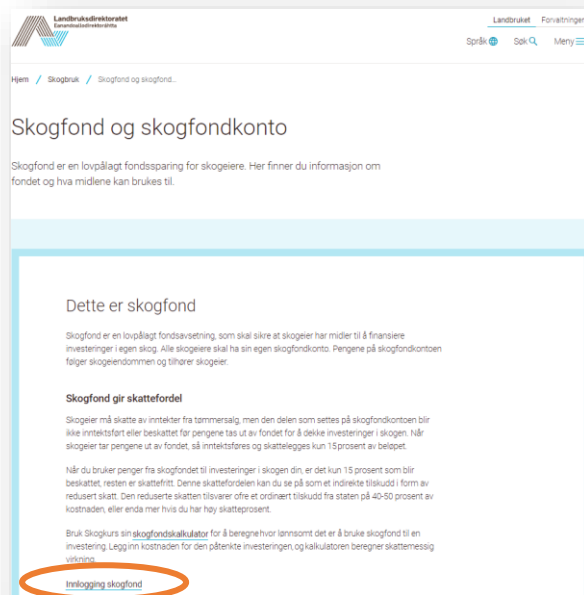 Landbruksdirektoratet
Eanandoalodirektoráhtta
Landbruket Forvaltningen
Språk Søk Meny
Hjem / Skogbruk / Skogfond og skogfond...
Skogfond og skogfondkonto
Skogfond er en lovpålagt fondssparing for skogeiere. Her finner du informasjon om
fondet og hva midlene kan brukes til.
Dette er skogfond
Skogfond er en lovpålagt fondsavsetning, som skal sikre at skogeier har midler til å finansiere
investeringer i egen skog. Alle skogeiere skal ha sin egen skogfondkonto. Pengene på skogfondkontoen
følger skogeiendommen og tilhører skogeier.
Skogfond gir skattefordel
Skogeier må skatte av inntekter fra tømmersalg, men den delen som settes på skogfondkontoen blir
ikke inntektsført eller beskattet før pengene tas ut av fondet for å dekke investeringer i skogen. Når
skogeier tar pengene ut av fondet, så inntektsføres og skattelegges kun 15 prosent av beløpet.
Når du bruker penger fra skogfondet til investeringer i skogen din, er det kun 15 prosent som blir
beskattet, resten er skattefritt. Denne skattefordelen kan du se på som et indirekte tilskudd i form av
redusert skatt. Den reduserte skatten tilsvarer ofre et ordinært tilskudd fra staten på 40-50 prosent av
kostnaden, eller enda mer hvis du har høy skatteprosent.
Bruk Skogkurs sin skogfondskalkulator for å beregne hvor lønnsomt det er å bruke skogfond til en
investering. Legg inn kostnaden for den påtenkte investeringen, og kalkulatoren beregner skattemessig
virkning.
Innlogging skogfond